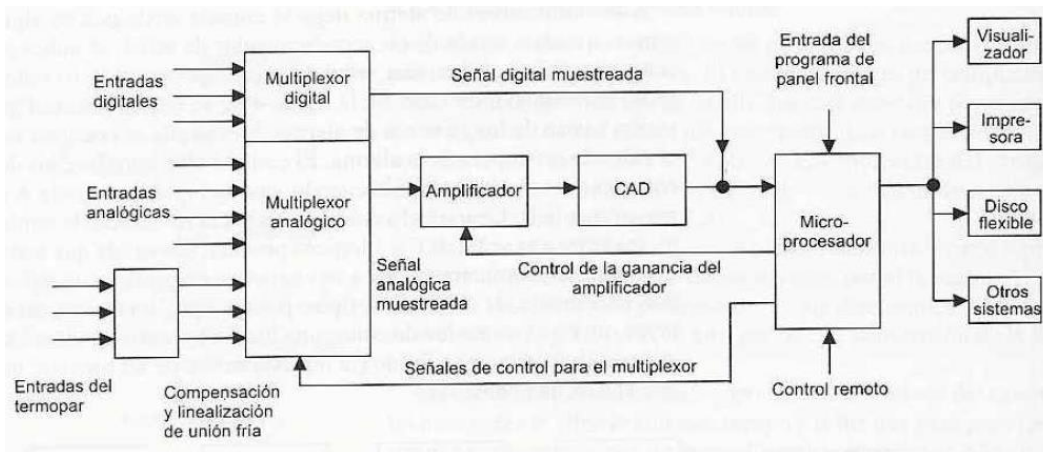 Entradas
digitales
Multiplexor
digital
Señal digital muestreada
Entrada del
programa de
panel frontal
Visuali-
zador
Impre-
sora
Entradas
analógicas
Multiplexor
analógico
Amplificador
CAD
Micro-
procesador
Disco
flexible
Señal
analógica
muestreada
Control de la ganancia del
amplificador
Otros
sistemas
Entradas del
termopar
Compensación
y linealización
de unión fría
Señales de control para el multiplexor
Control remoto